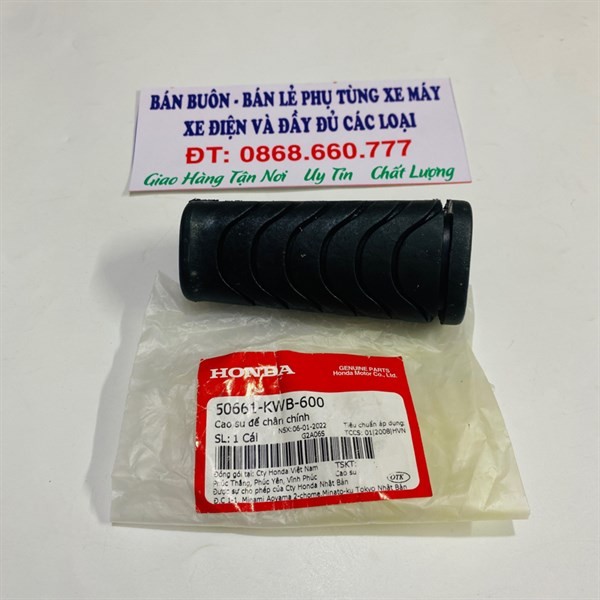 BÁN BUÔN - BÁN LẺ PHỤ TÙNG XE MÁY
XE ĐIỆN VÀ ĐẦY ĐỦ CÁC LOẠI
ĐT: 0868.660.777
Giao Hàng Tận Nơi Uy Tín Chất Lượng
HONDA
GENUINE PARTS
Honda Motor Co., Ltd.
50661-KWB-600
Cao su để chân chính
NSX:06-01-2022
Tiêu chuẩn áp dụng:
SL: 1 Cái
G2A06S
TCCS: 01|2008|HVN
Đóng gói tại: Cty Honda Việt Nam
TSKT:
Phúc Thắng, Phúc Yên, Vĩnh Phúc
Cao su
Được sự cho phép của Cty Honda Nhật Bản
OTK
Đ.C:1-1, Minami Aoyama 2-chome,Minato-ku Tokyo Nhật Bản